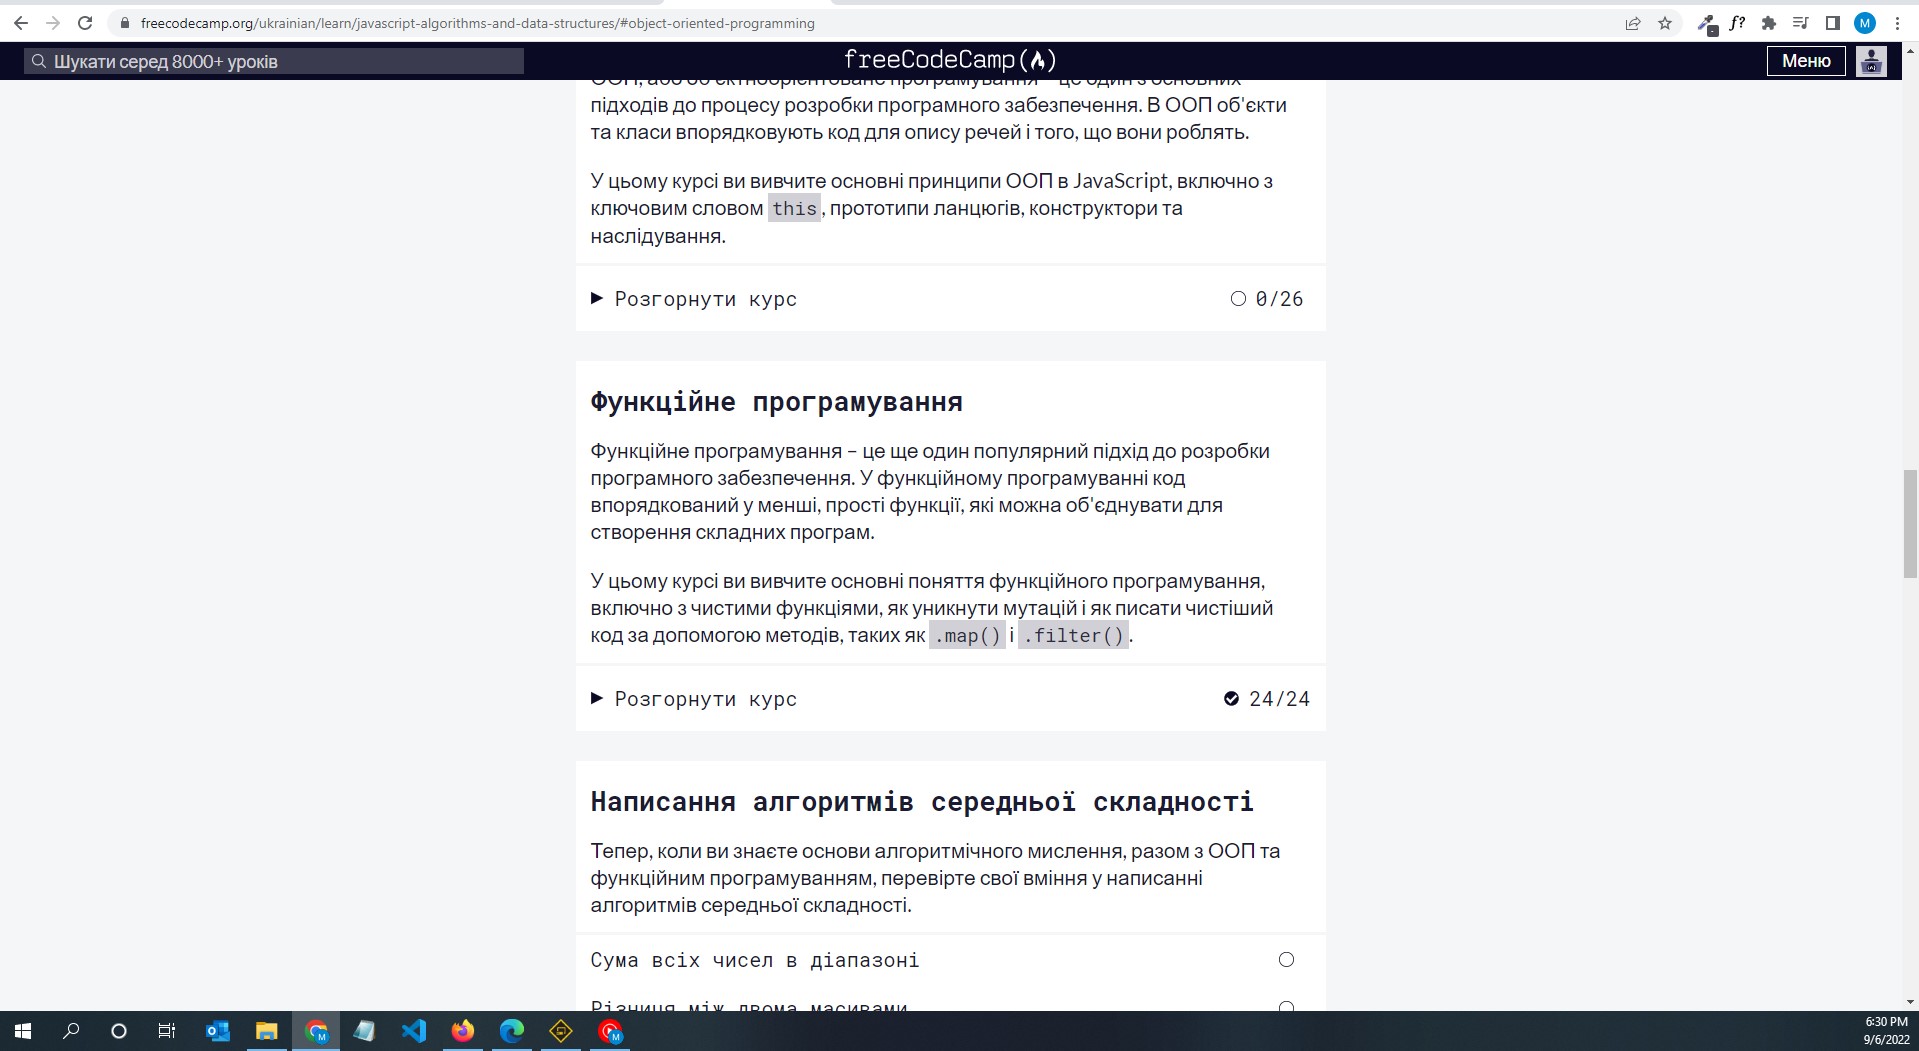 freecodecamp.org/ukrainian/learn/javascript-algorithms-and-data-structures/#object-oriented-programming
f?
M
Шукати серед 8000+ уроків
freeCodeCamp
Меню
ООП, або об'єктноорієнтоване програмування – це один з основних
підходів до процесу розробки програмного забезпечення. В ООП об'єкти
та класи впорядковують код для опису речей і того, що вони роблять.
У цьому курсі ви вивчите основні принципи ООП в JavaScript, включно з
ключовим словом this, прототипи ланцюгів, конструктори та
наслідування.
Розгорнути курс 0/26
Функційне програмування
Функційне програмування – це ще один популярний підхід до розробки
програмного забезпечення. У функційному програмуванні код
впорядкований у менші, прості функції, які можна об'єднувати для
створення складних програм.
У цьому курсі ви вивчите основні поняття функційного програмування,
включно з чистими функціями, як уникнути мутацій і як писати чистіший
код за допомогою методів, таких як .map() і .filter().
Розгорнути курс 24/24
Написання алгоритмів середньої складності
Тепер, коли ви знаєте основи алгоритмічного мислення, разом з ООП та
функційним програмуванням, перевірте свої вміння у написанні
алгоритмів середньої складності.
Сума всіх чисел в діапазоні
Різниця між двома масивами
6:30 PM
9/6/2022